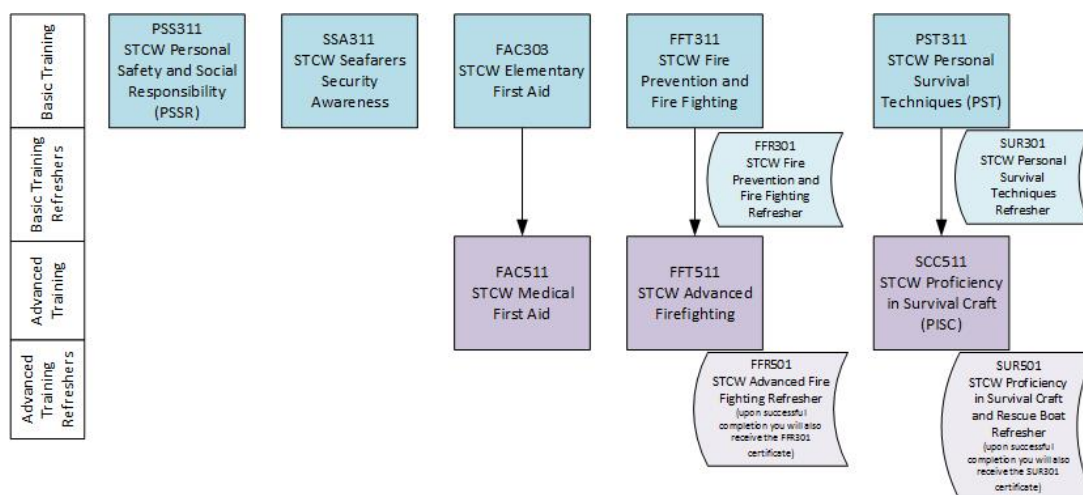 Basic Training
PSS311
STCW Personal
Safety and Social
Responsibility
(PSSR)
SSA311
STCW Seafarers
Security
Awareness
FAC303
STCW Elementary
First Aid
FFT311
STCW Fire
Prevention and
Fire Fighting
PST311
STCW Personal
Survival
Techniques (PST)
Basic Training
Refreshers
FFR301
STCW Fire
Prevention and
Fire Fighting
Refresher
SUR301
STCW Personal
Survival
Techniques
Refresher
Advanced
Training
FAC511
STCW Medical
First Aid
FFT511
STCW Advanced
Firefighting
SCC511
STCW Proficiency
in Survival Craft
(PISC)
Advanced
Training
Refreshers
FFR501
STCW Advanced Fire
Fighting Refresher
(upon successful
completion you will also
receive the FFR301
certificate)
SUR501
STCW Proficiency
in Survival Craft
and Rescue Boat
Refresher
(upon successful
completion you will also
receive the SUR301
certificate)